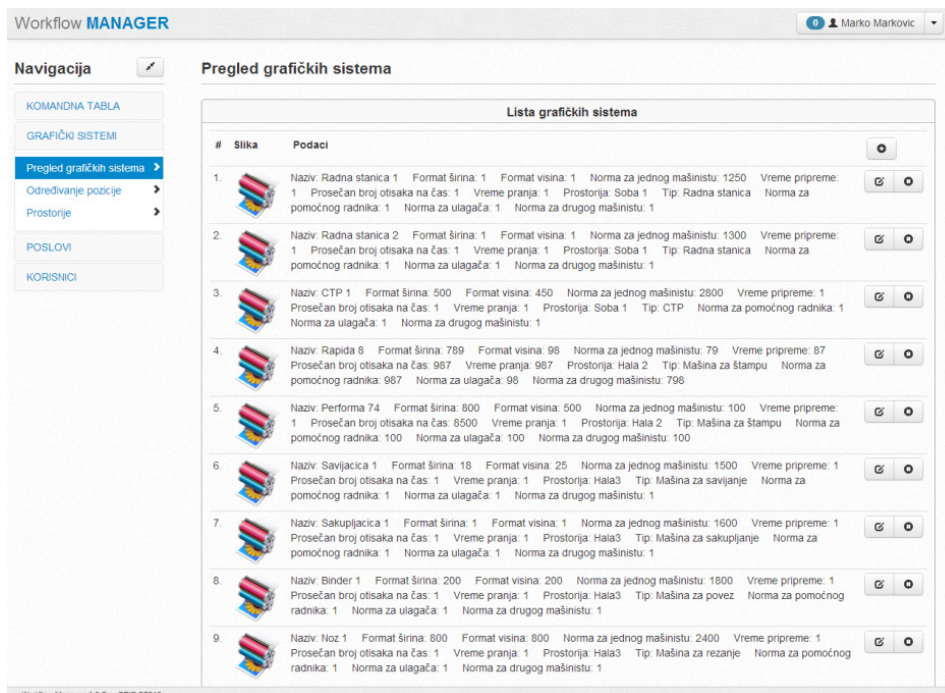 Workflow MANAGER
0 Marko Markovic
Navigacija
KOMANDNA TABLA
GRAFIČKI SISTEMI
Pregled grafičkih sistema
Određivanje pozicije
Prostorije
POSLOVI
KORISNICI
Pregled grafičkih sistema
Lista grafičkih sistema
# Slika Podaci
1. Naziv: Radna stanica 1 Format širina: 1 Format visina: 1 Norma za jednog mašinistu: 1250 Vreme pripreme:
1 Prosečan broj otisaka na čas: 1 Vreme pranja: 1 Prostorija: Soba 1 Tip: Radna stanica Norma za
pomoćnog radnika: 1 Norma za ulagača: 1 Norma za drugog mašinistu: 1
2. Naziv: Radna stanica 2 Format širina: 1 Format visina: 1 Norma za jednog mašinistu: 1300 Vreme pripreme:
1 Prosečan broj otisaka na čas: 1 Vreme pranja: 1 Prostorija: Soba 1 Tip: Radna stanica Norma za
pomoćnog radnika: 1 Norma za ulagača: 1 Norma za drugog mašinistu: 1
3. Naziv: CTP 1 Format širina: 500 Format visina: 450 Norma za jednog mašinistu: 2800 Vreme pripreme: 1
Prosečan broj otisaka na čas: 1 Vreme pranja: 1 Prostorija: Soba 1 Tip: CTP Norma za pomoćnog radnika: 1
Norma za ulagača: 1 Norma za drugog mašinistu: 1
4. Naziv: Rapida 8 Format širina: 789 Format visina: 98 Norma za jednog mašinistu: 79 Vreme pripreme: 87
Prosečan broj otisaka na čas: 987 Vreme pranja: 987 Prostorija: Hala 2 Tip: Mašina za štampu Norma za
pomoćnog radnika: 987 Norma za ulagača: 98 Norma za drugog mašinistu: 798
5. Naziv: Performa 74 Format širina: 800 Format visina: 500 Norma za jednog mašinistu: 100 Vreme pripreme:
1 Prosečan broj otisaka na čas: 8500 Vreme pranja: 1 Prostorija: Hala 2 Tip: Mašina za štampu Norma za
pomoćnog radnika: 100 Norma za ulagača: 100 Norma za drugog mašinistu: 100
6. Naziv: Savijacica 1 Format širina: 18 Format visina: 25 Norma za jednog mašinistu: 1500 Vreme pripreme: 1
Prosečan broj otisaka na čas: 1 Vreme pranja: 1 Prostorija: Hala3 Tip: Mašina za savijanje Norma za
pomoćnog radnika: 1 Norma za ulagača: 1 Norma za drugog mašinistu: 1
7. Naziv: Sakupljacica 1 Format širina: 1 Format visina: 1 Norma za jednog mašinistu: 1600 Vreme pripreme: 1
Prosečan broj otisaka na čas: 1 Vreme pranja: 1 Prostorija: Hala3 Tip: Mašina za sakupljanje Norma za
pomoćnog radnika: 1 Norma za ulagača: 1 Norma za drugog mašinistu: 1
8. Naziv: Binder 1 Format širina: 200 Format visina: 200 Norma za jednog mašinistu: 1800 Vreme pripreme: 1
Prosečan broj otisaka na čas: 1 Vreme pranja: 1 Prostorija: Hala3 Tip: Mašina za povez Norma za pomoćnog
radnika: 1 Norma za ulagača: 1 Norma za drugog mašinistu: 1
9. Naziv: Noz 1 Format širina: 800 Format visina: 800 Norma za jednog mašinistu: 2400 Vreme pripreme: 1
Prosečan broj otisaka na čas: 1 Vreme pranja: 1 Prostorija: Hala3 Tip: Mašina za rezanje Norma za pomoćnog
radnika: 1 Norma za ulagača: 1 Norma za drugog mašinistu: 1